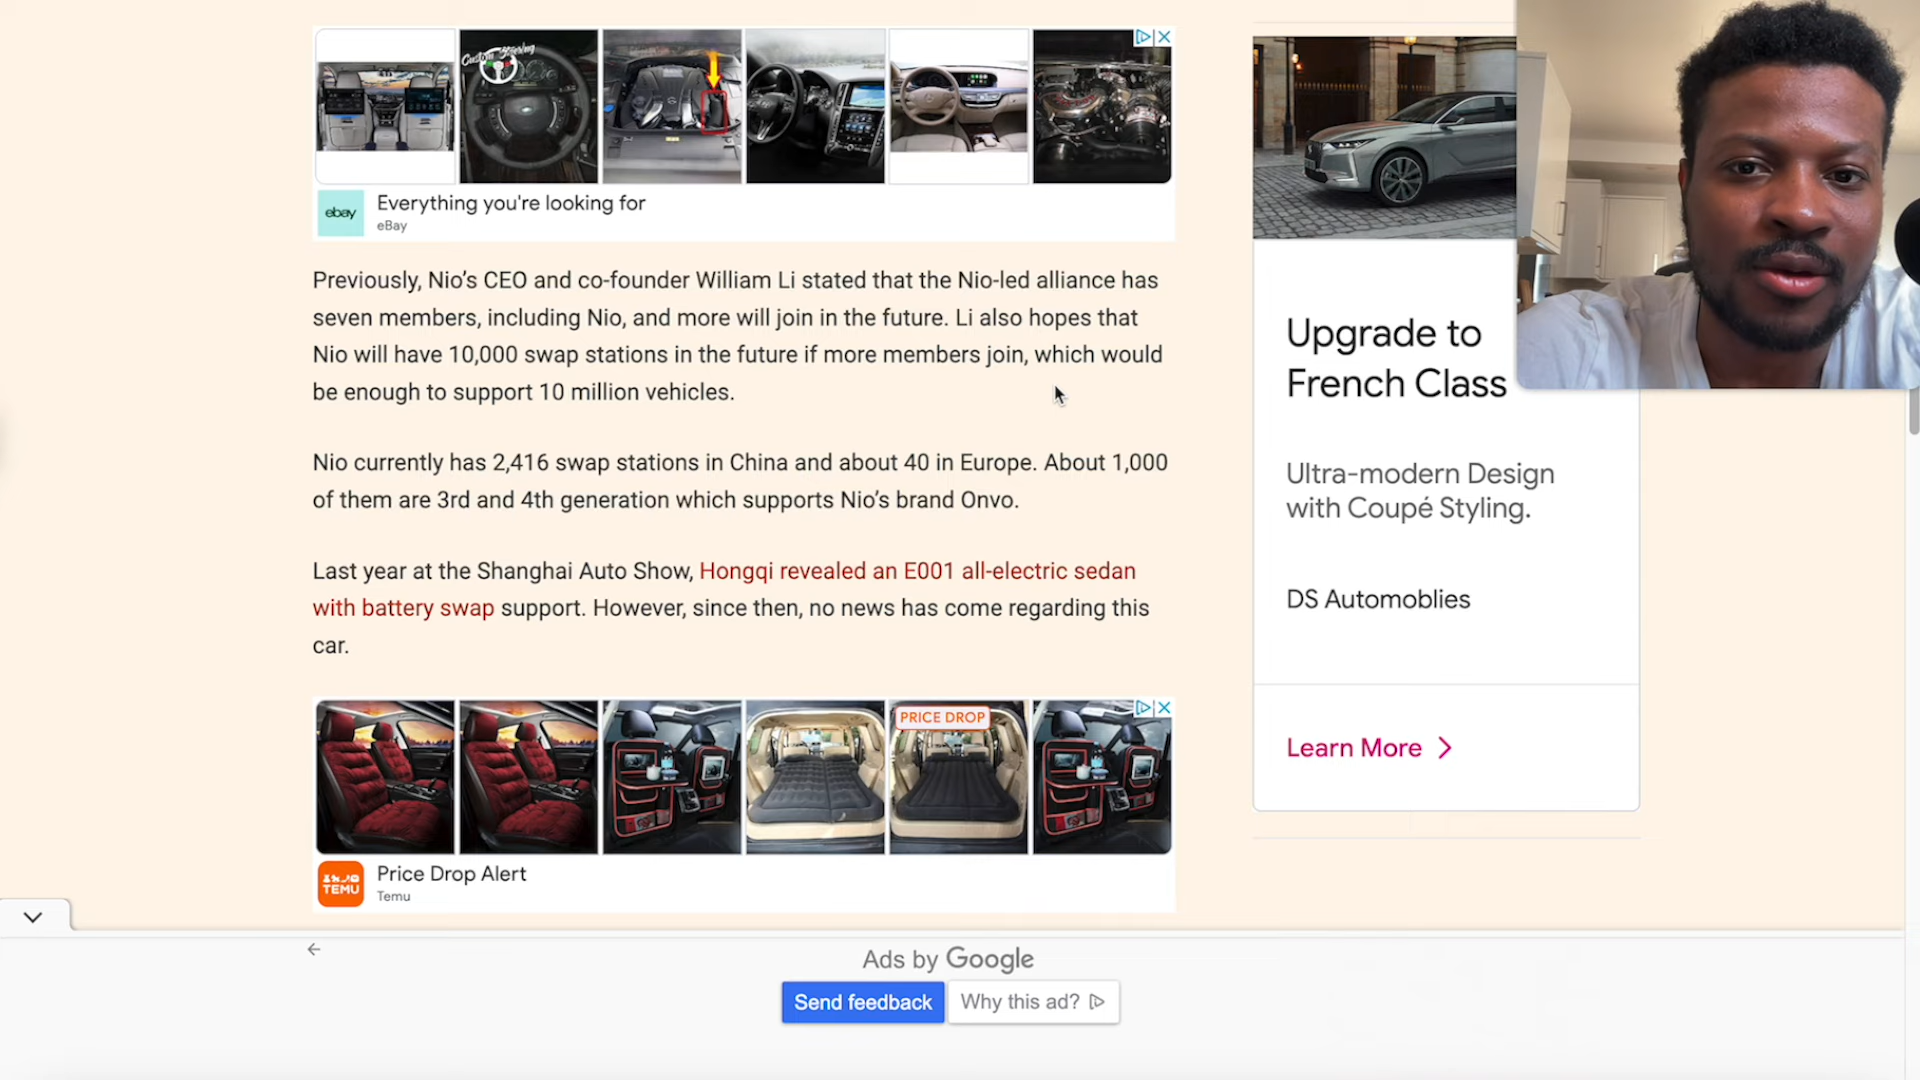 Custom Steering
ebay
Everything you're looking for
eBay
Previously, Nio’s CEO and co-founder William Li stated that the Nio-led alliance has
seven members, including Nio, and more will join in the future. Li also hopes that
Nio will have 10,000 swap stations in the future if more members join, which would
be enough to support 10 million vehicles.
Nio currently has 2,416 swap stations in China and about 40 in Europe. About 1,000
of them are 3rd and 4th generation which supports Nio’s brand Onvo.
Last year at the Shanghai Auto Show, Hongqi revealed an E001 all-electric sedan
with battery swap support. However, since then, no news has come regarding this
car.
PRICE DROP
TEMU
Price Drop Alert
Temu
Upgrade to
French Class
Ultra-modern Design
with Coupé Styling.
DS Automoblies
Learn More
Ads by Google
Send feedback
Why this ad?